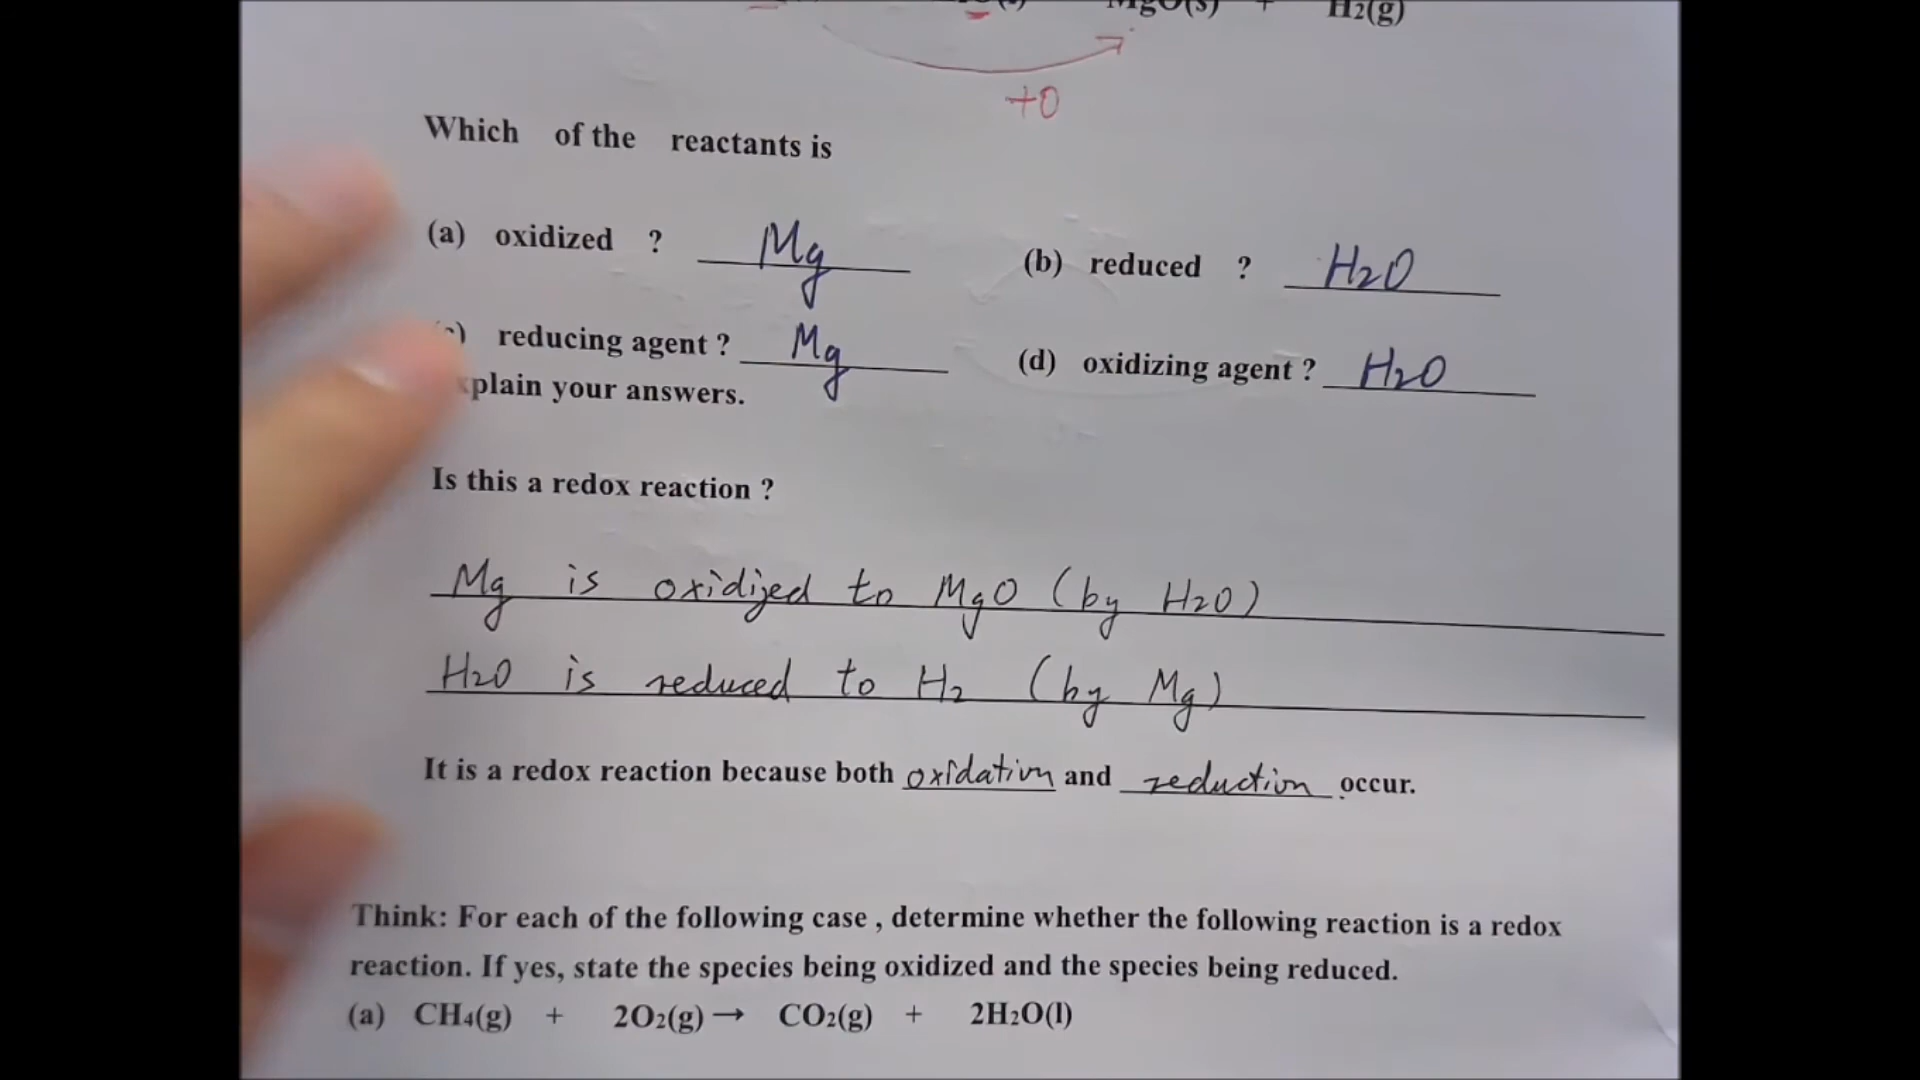 MgO(s) + H2(g)
+O
Which of the reactants is
(a) oxidized ? Mg (b) reduced ? H2O
reducing agent ? Mg (d) oxidizing agent ? H2O
plain your answers.
Is this a redox reaction ?
Mg is oxidized to MgO (by H2O)
H2O is reduced to H2 (by Mg)
It is a redox reaction because both oxidation and reduction occur.
Think: For each of the following case , determine whether the following reaction is a redox
reaction. If yes, state the species being oxidized and the species being reduced.
(a) CH4(g) + 2O2(g) → CO2(g) + 2H2O(l)